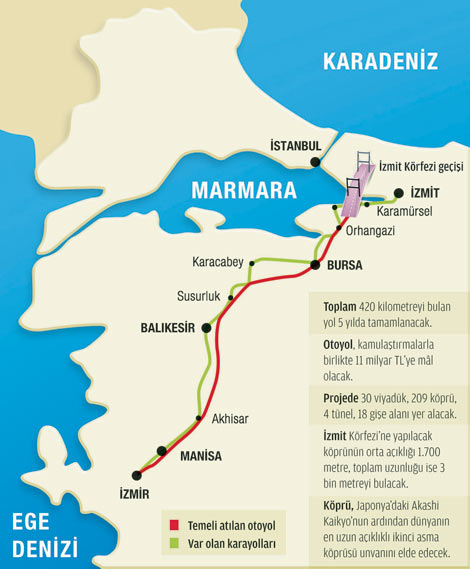 KARADENİZ
İSTANBUL
İzmit Körfezi geçişi
MARMARA
İZMİT
Karamürsel
Orhangazi
Karacabey
BURSA
Susurluk
BALIKESİR
Akhisar
MANİSA
İZMİR
EGE
DENİZİ
Temeli atılan otoyol
Var olan karayolları
Toplam 420 kilometreyi bulan
yol 5 yılda tamamlanacak.
Otoyol, kamulaştırmalarla
birlikte 11 milyar TL'ye mâl
olacak.
Projede 30 viyadük, 209 köprü,
4 tünel, 18 gişe alanı yer alacak.
İzmit Körfezi'ne yapılacak
köprünün orta açıklığı 1.700
metre, toplam uzunluğu ise 3
bin metreyi bulacak.
Köprü, Japonya'daki Akashi
Kaikyo'nun ardından dünyanın
en uzun açıklıklı ikinci asma
köprüsü unvanını elde edecek.